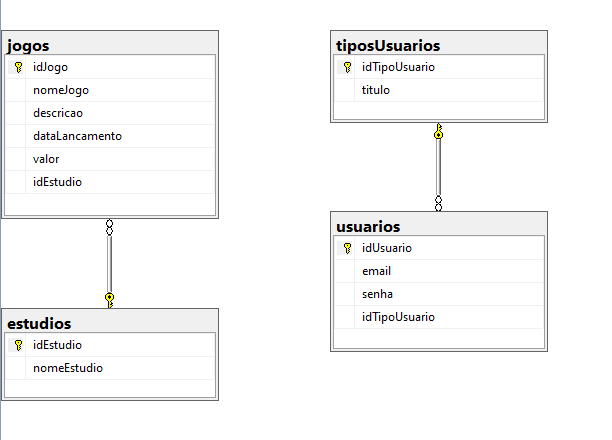 jogos
idJogo
nomeJogo
descricao
dataLancamento
valor
idEstudio
estudios
idEstudio
nomeEstudio
tiposUsuarios
idTipoUsuario
titulo
usuarios
idUsuario
email
senha
idTipoUsuario